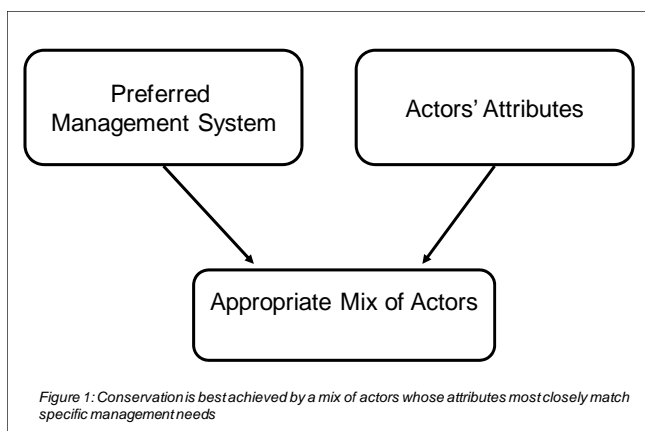 Preferred
Management System
Actors’ Attributes
Appropriate Mix of Actors
Figure 1: Conservation is best achieved by a mix of actors whose attributes most closely match
specific management needs